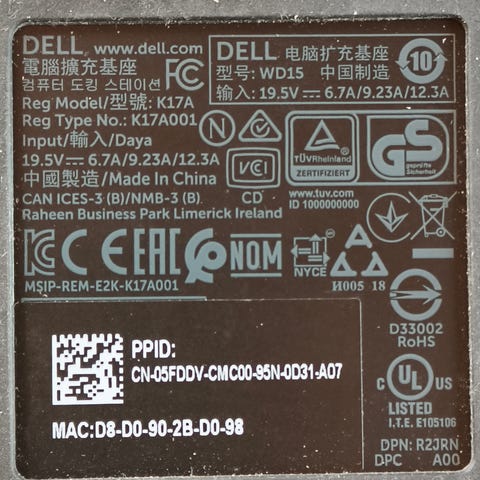 DELL www.dell.com
電腦擴充基座
컴퓨터 도킹 스테이션 FC
Reg Model/型號: K17A
Reg Type No.: K17A001
Input/輸入/Daya
19.5V⎓6.7A/9.23A/12.3A
中國製造/Made In China
CAN ICES-3 (B)/NMB-3 (B)
Raheen Business Park Limerick Ireland
DELL 电脑扩充基座
型号: WD15 中国制造
输入: 19.5V⎓6.7A/9.23A/12.3A
10
N
VCI
CD
TÜVRheinland
ZERTIFIZIERT
www.tuv.com
ID 1000000000
GS
geprüfte
Sicherheit
CE EAC NOM
NYCE
И005 18
MSIP-REM-E2K-K17A001
D33002
RoHS
PPID:
CN-05FDDV-CMC00-95N-0D31-A07
MAC:D8-D0-90-2B-D0-98
c UL us
LISTED
I.T.E. E105106
DPN: R2JRN
DPC A00